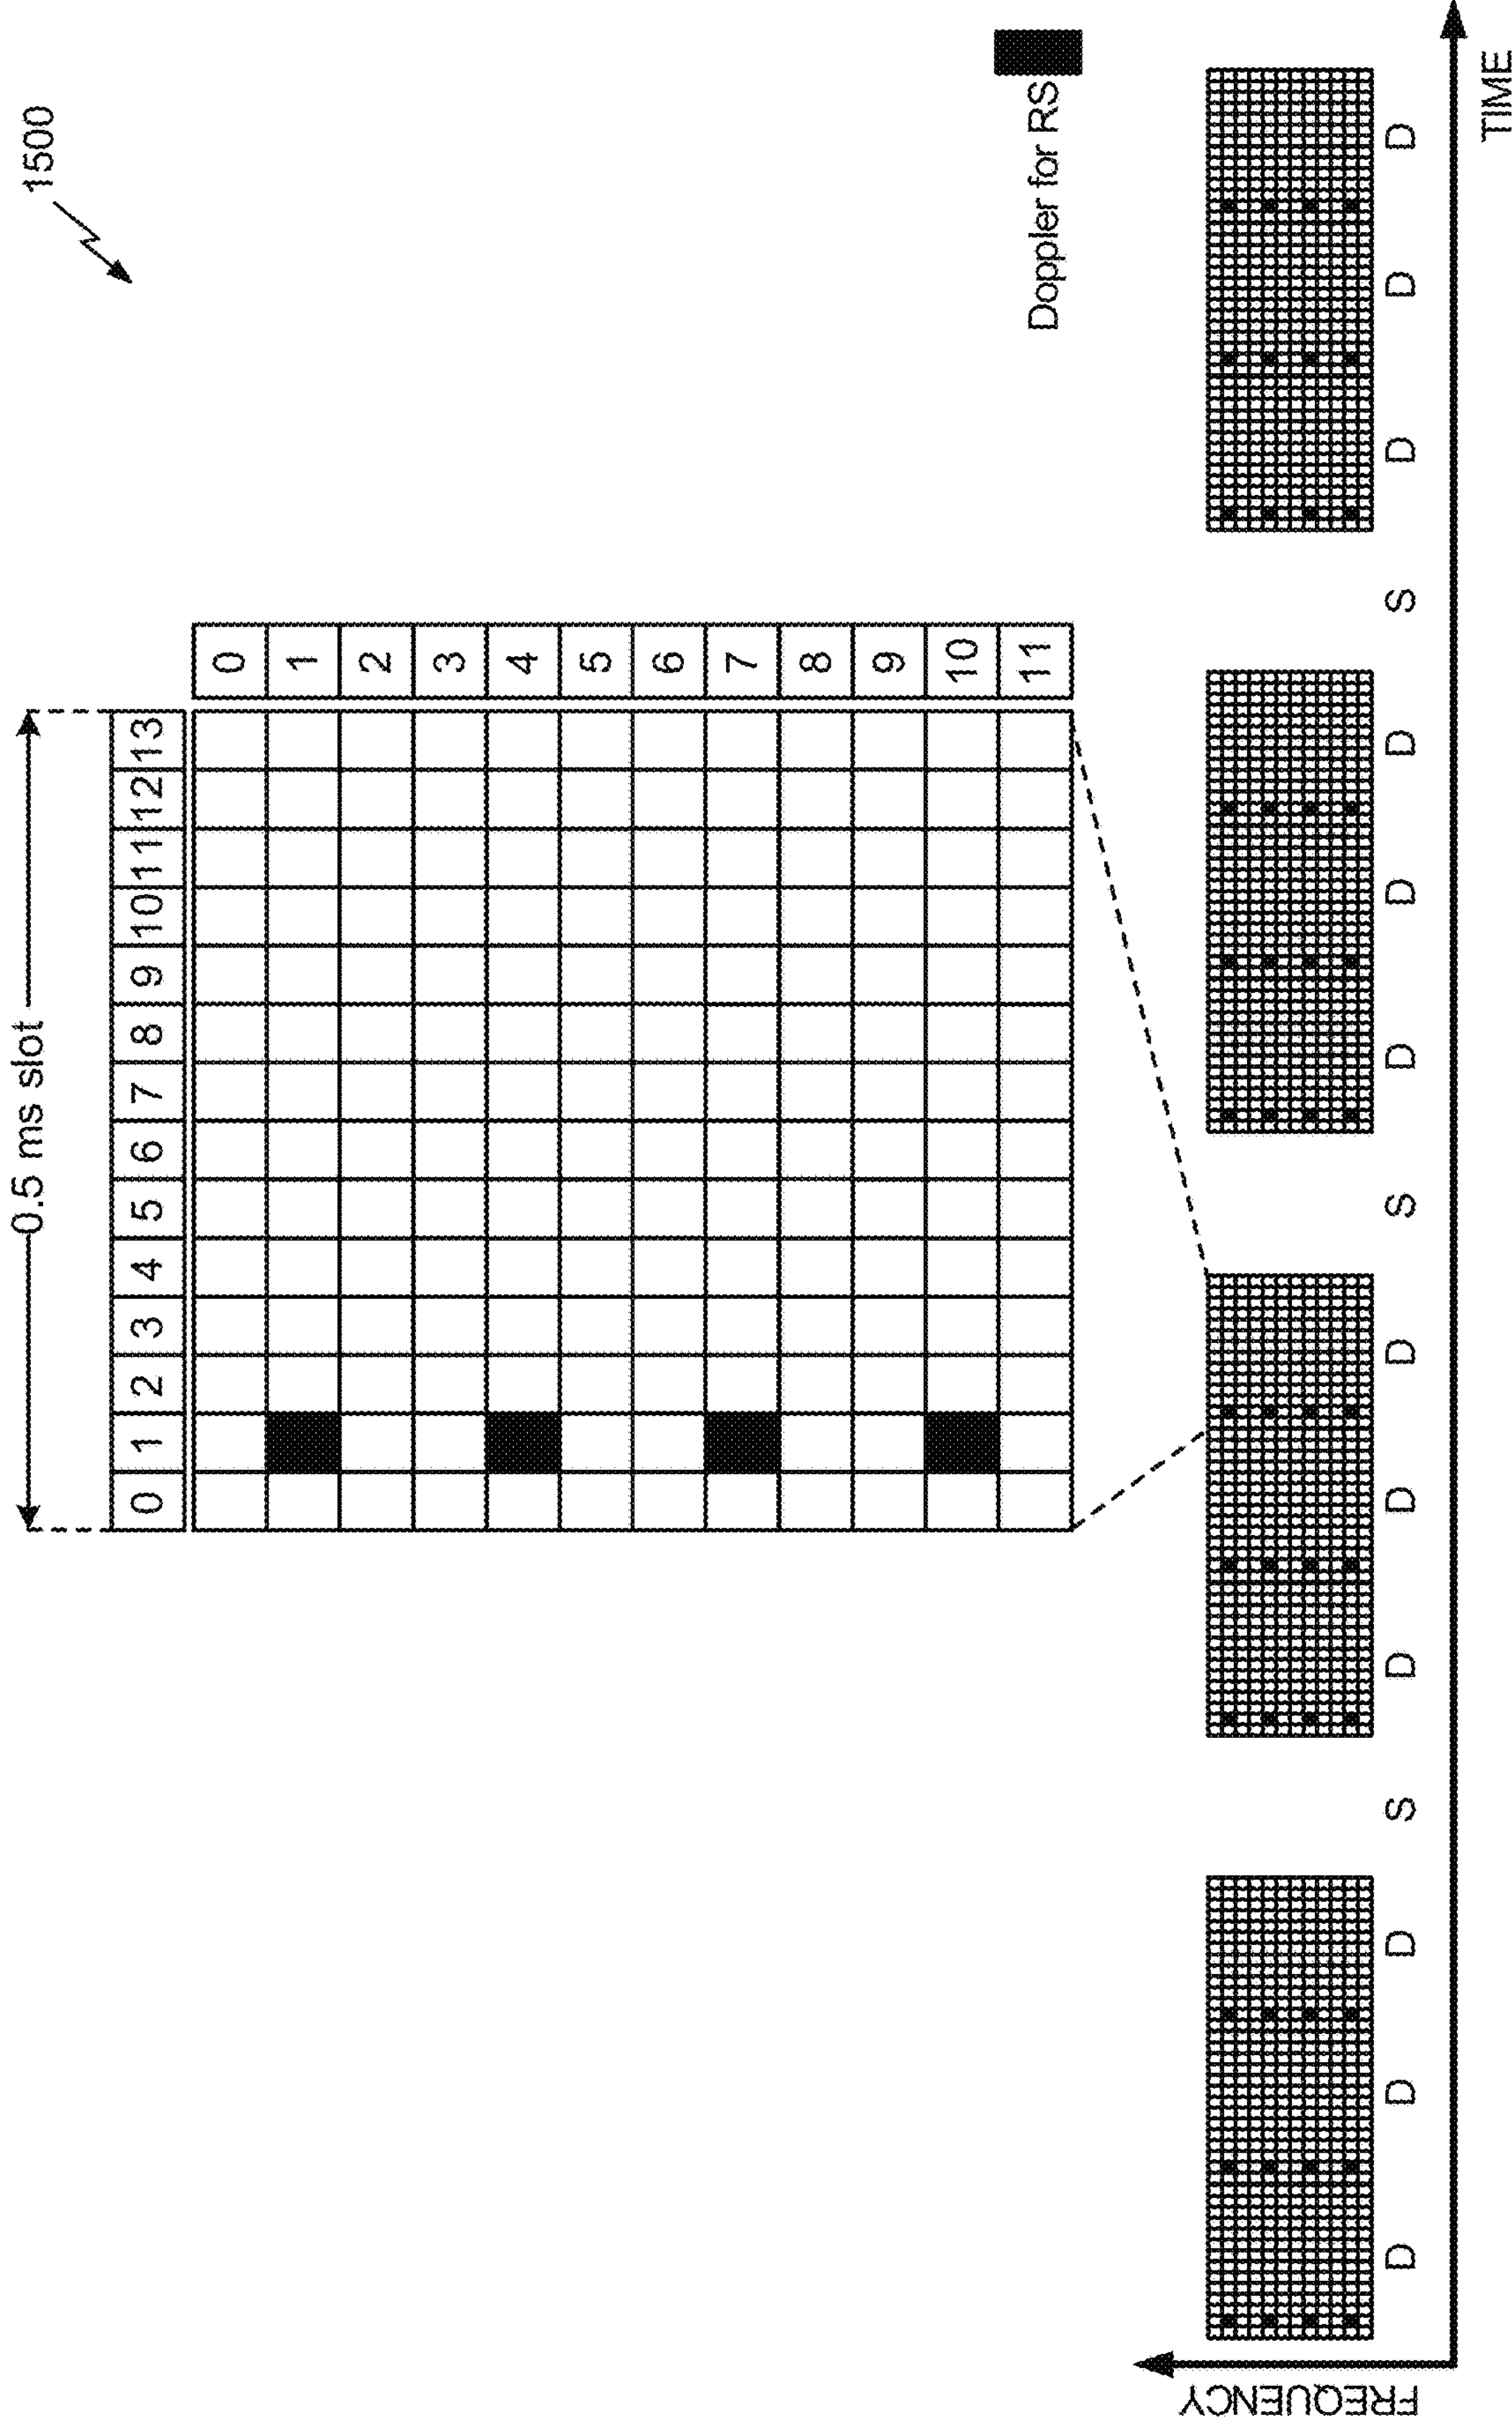 1500
0.5 ms slot
0 1 2 3 4 5 6 7 8 9 10 11 12 13
0
1
2
3
4
5
6
7
8
9
10
11
Doppler for RS
FREQUENCY
D D D S D D D S D D D S D D D
TIME